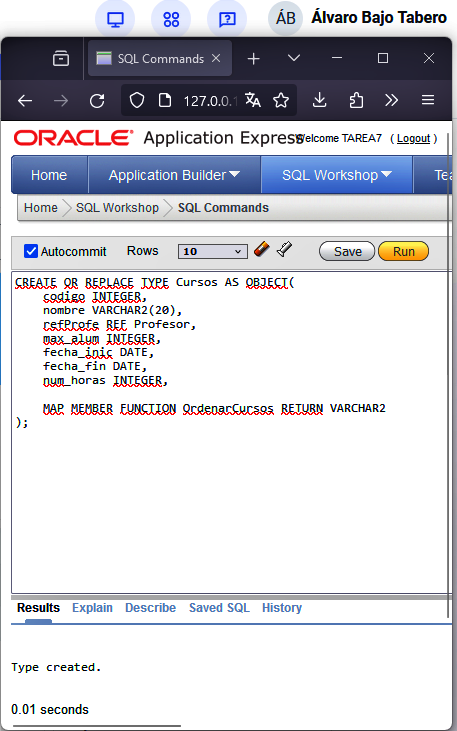 ÁB Álvaro Bajo Tabero
SQL Commands
127.0.0.1
ORACLE Application Express
Welcome TAREA7 ( Logout )
Home Application Builder SQL Workshop Tea
Home SQL Workshop SQL Commands
Autocommit Rows 10 Save Run
CREATE OR REPLACE TYPE Cursos AS OBJECT(
codigo INTEGER,
nombre VARCHAR2(20),
refProfe REF Profesor,
max_alum INTEGER,
fecha_inic DATE,
fecha_fin DATE,
num_horas INTEGER,
MAP MEMBER FUNCTION OrdenarCursos RETURN VARCHAR2
);
Results Explain Describe Saved SQL History
Type created.
0.01 seconds